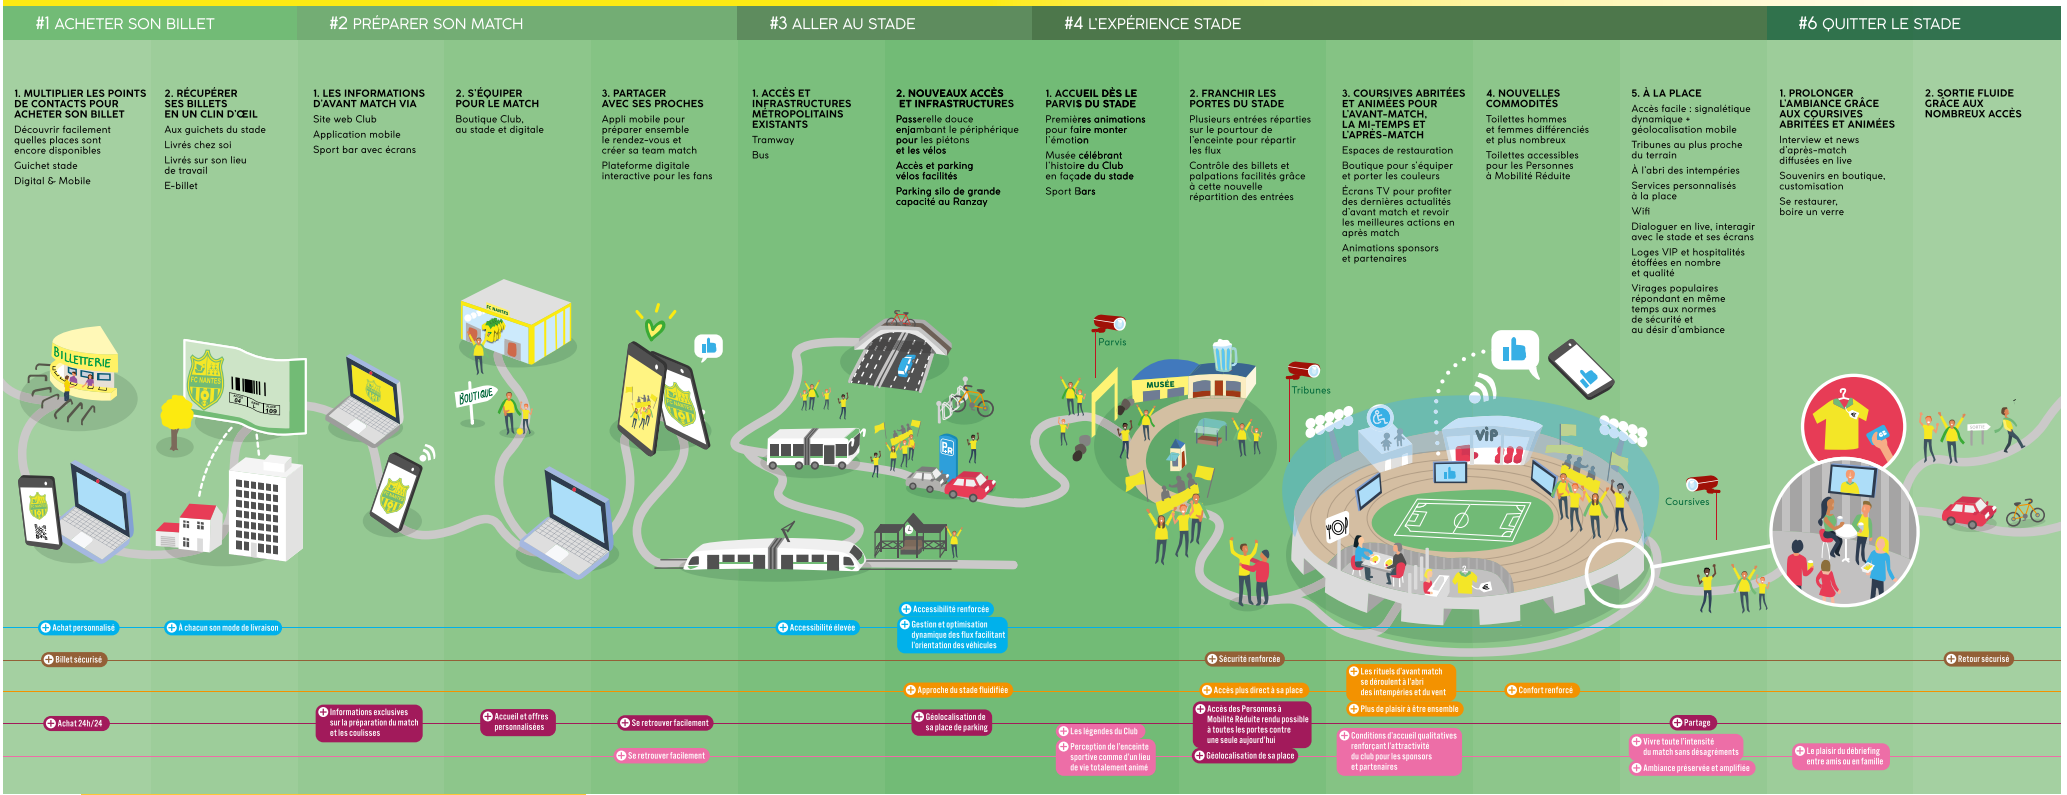 #1 ACHETER SON BILLET
#2 PRÉPARER SON MATCH
#3 ALLER AU STADE
#4 L'EXPÉRIENCE STADE
#6 QUITTER LE STADE
1. MULTIPLIER LES POINTS
DE CONTACTS POUR
ACHETER SON BILLET
Découvrir facilement
quelles places sont
encore disponibles
Guichet stade
Digital & Mobile
2. RÉCUPÉRER
SES BILLETS
EN UN CLIN D'ŒIL
Aux guichets du stade
Livrés chez soi
Livrés sur son lieu
de travail
E-billet
1. LES INFORMATIONS
D'AVANT MATCH VIA
Site web Club
Application mobile
Sport bar avec écrans
2. S'ÉQUIPER
POUR LE MATCH
Boutique Club,
au stade et digitale
3. PARTAGER
AVEC SES PROCHES
Appli mobile pour
préparer ensemble
le rendez-vous et
créer sa team match
Plateforme digitale
interactive pour les fans
1. ACCÈS ET
INFRASTRUCTURES
MÉTROPOLITAINS
EXISTANTS
Tramway
Bus
2. NOUVEAUX ACCÈS
ET INFRASTRUCTURES
Passerelle douce
enjambant le périphérique
pour les piétons
et les vélos
Accès et parking
vélos facilités
Parking silo de grande
capacité au Ranzay
1. ACCUEIL DÈS LE
PARVIS DU STADE
Premières animations
pour faire monter
l'émotion
Musée célébrant
l'histoire du Club
en façade du stade
Sport Bars
2. FRANCHIR LES
PORTES DU STADE
Plusieurs entrées réparties
sur le pourtour de
l'enceinte pour répartir
les flux
Contrôle des billets et
palpations facilités grâce
à cette nouvelle
répartition des entrées
3. COURSIVES ABRITÉES
ET ANIMÉES POUR
L'AVANT-MATCH,
LA MI-TEMPS ET
L'APRÈS-MATCH
Espaces de restauration
Boutique pour s'équiper
et porter les couleurs
Écrans TV pour profiter
des dernières actualités
d'avant match et revoir
les meilleures actions en
après match
Animations sponsors
et partenaires
4. NOUVELLES
COMMODITÉS
Toilettes hommes
et femmes différenciés
et plus nombreux
Toilettes accessibles
pour les Personnes
à Mobilité Réduite
5. À LA PLACE
Accès facile : signalétique
dynamique +
géolocalisation mobile
Tribunes au plus proche
du terrain
À l'abri des intempéries
Services personnalisés
à la place
Wifi
Dialoguer en live, interagir
avec le stade et ses écrans
Loges VIP et hospitalités
étoffées en nombre
et qualité
Virages populaires
répondant en même
temps aux normes
de sécurité et
au désir d'ambiance
1. PROLONGER
L'AMBIANCE GRÂCE
AUX COURSIVES
ABRITÉES ET ANIMÉES
Interview et news
d'après-match
diffusées en live
Souvenirs en boutique,
customisation
Se restaurer,
boire un verre
2. SORTIE FLUIDE
GRÂCE AUX
NOMBREUX ACCÈS
BILLETTERIE
FC NANTES
109
FC NANTES
BOUTIQUE
P+R
Parvis
MUSÉE
Tribunes
ViP
Coursives
SORTIE
Achat personnalisé
À chacun son mode de livraison
Accessibilité élevée
Accessibilité renforcée
Gestion et optimisation
dynamique des flux facilitant
l'orientation des véhicules
Billet sécurisé
Sécurité renforcée
Retour sécurisé
Approche du stade fluidifiée
Accès plus direct à sa place
Les rituels d'avant match
se déroulent à l'abri
des intempéries et du vent
Plus de plaisir à être ensemble
Confort renforcé
Achat 24h/24
Informations exclusives
sur la préparation du match
et les coulisses
Accueil et offres
personnalisées
Se retrouver facilement
Géolocalisation de
sa place de parking
Accès des Personnes à
Mobilité Réduite rendu possible
à toutes les portes contre
une seule aujourd'hui
Géolocalisation de sa place
Partage
Se retrouver facilement
Les légendes du Club
Perception de l'enceinte
sportive comme d'un lieu
de vie totalement animé
Conditions d'accueil qualitatives
renforçant l'attractivité
du club pour les sponsors
et partenaires
Vivre toute l'intensité
du match sans désagréments
Ambiance préservée et amplifiée
Le plaisir du débriefing
entre amis ou en famille